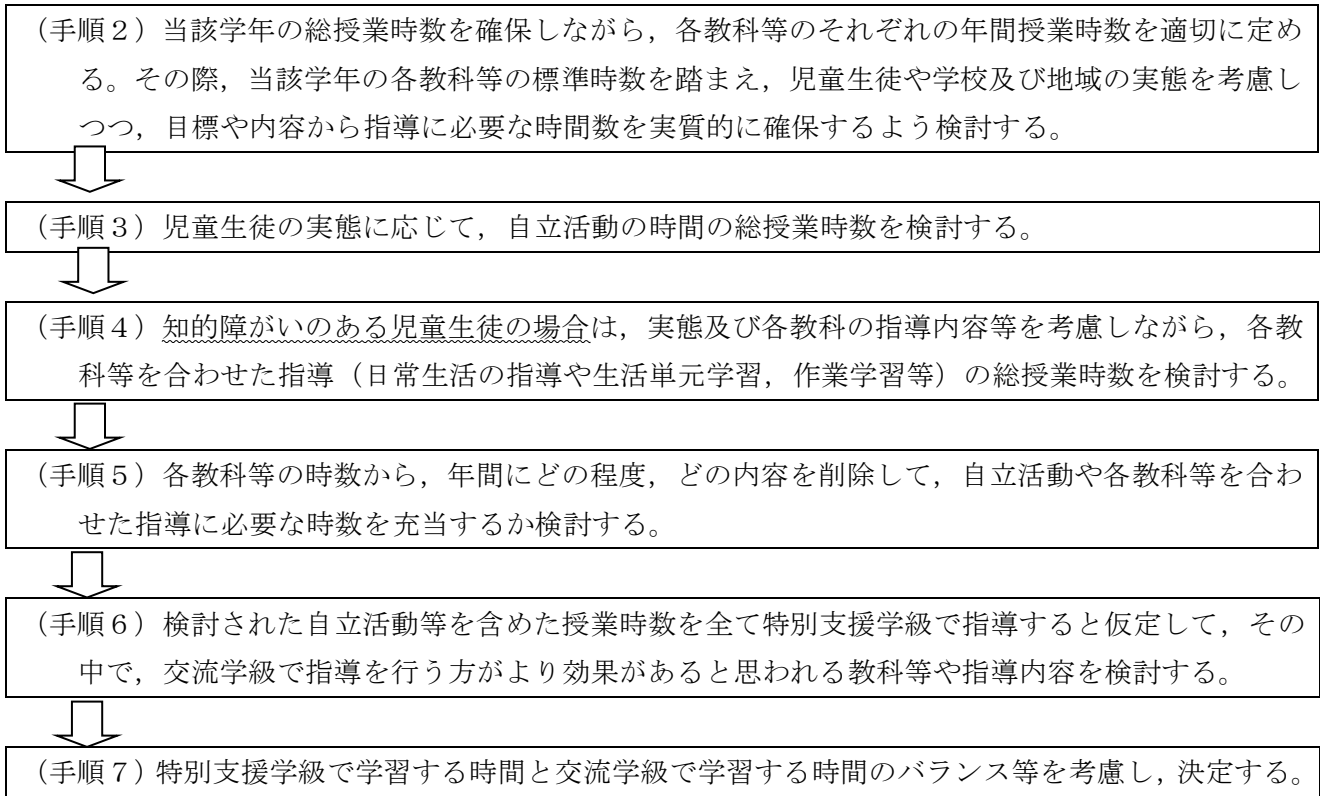 （手順２）当該学年の総授業時数を確保しながら，各教科等のそれぞれの年間授業時数を適切に定め
る。その際，当該学年の各教科等の標準時数を踏まえ，児童生徒や学校及び地域の実態を考慮し
つつ，目標や内容から指導に必要な時間数を実質的に確保するよう検討する。
（手順３）児童生徒の実態に応じて，自立活動の時間の総授業時数を検討する。
（手順４）知的障がいのある児童生徒の場合は，実態及び各教科の指導内容等を考慮しながら，各教
科等を合わせた指導（日常生活の指導や生活単元学習，作業学習等）の総授業時数を検討する。
（手順５）各教科等の時数から，年間にどの程度，どの内容を削除して，自立活動や各教科等を合わ
せた指導に必要な時数を充当するか検討する。
（手順６）検討された自立活動等を含めた授業時数を全て特別支援学級で指導すると仮定して，その
中で，交流学級で指導を行う方がより効果があると思われる教科等や指導内容を検討する。
（手順７）特別支援学級で学習する時間と交流学級で学習する時間のバランス等を考慮し，決定する。